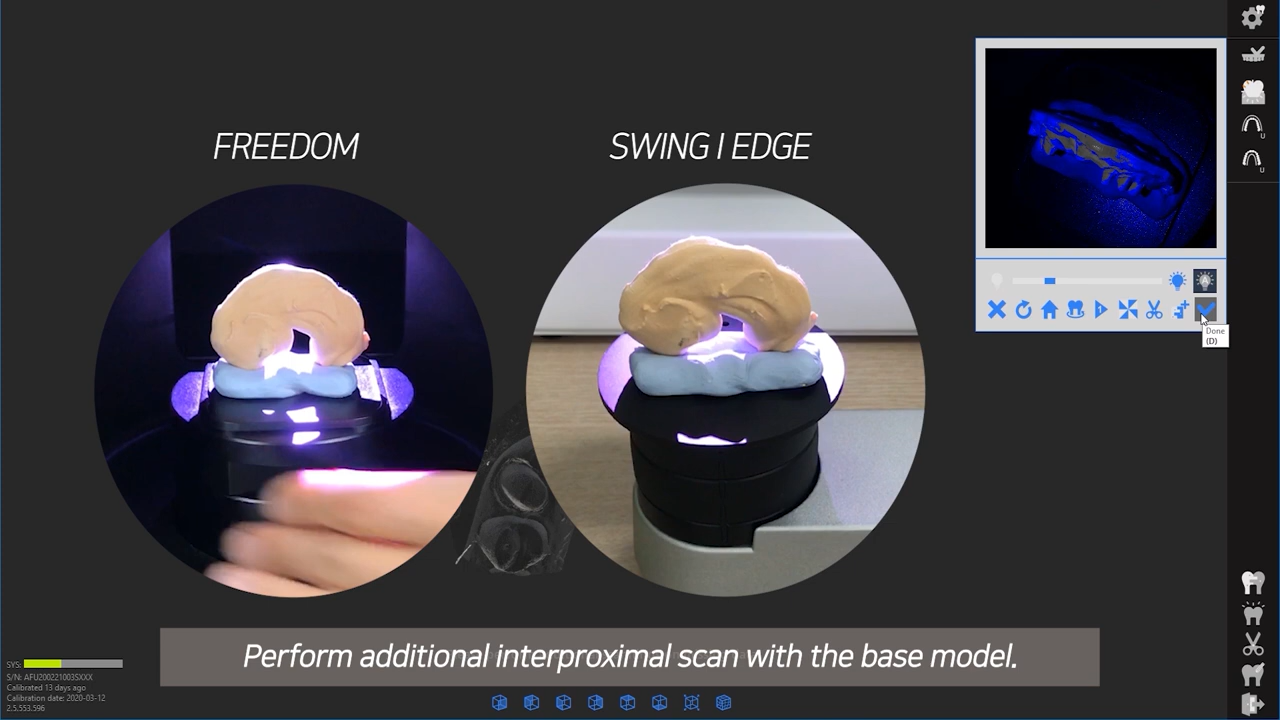 FREEDOM
SWING I EDGE
Done
(D)
Perform additional interproximal scan with the base model.
SYS:
S/N: AFU200221003SXXX
Calibrated 13 days ago
Calibration date: 2020-03-12
2.5.553.596
U
U